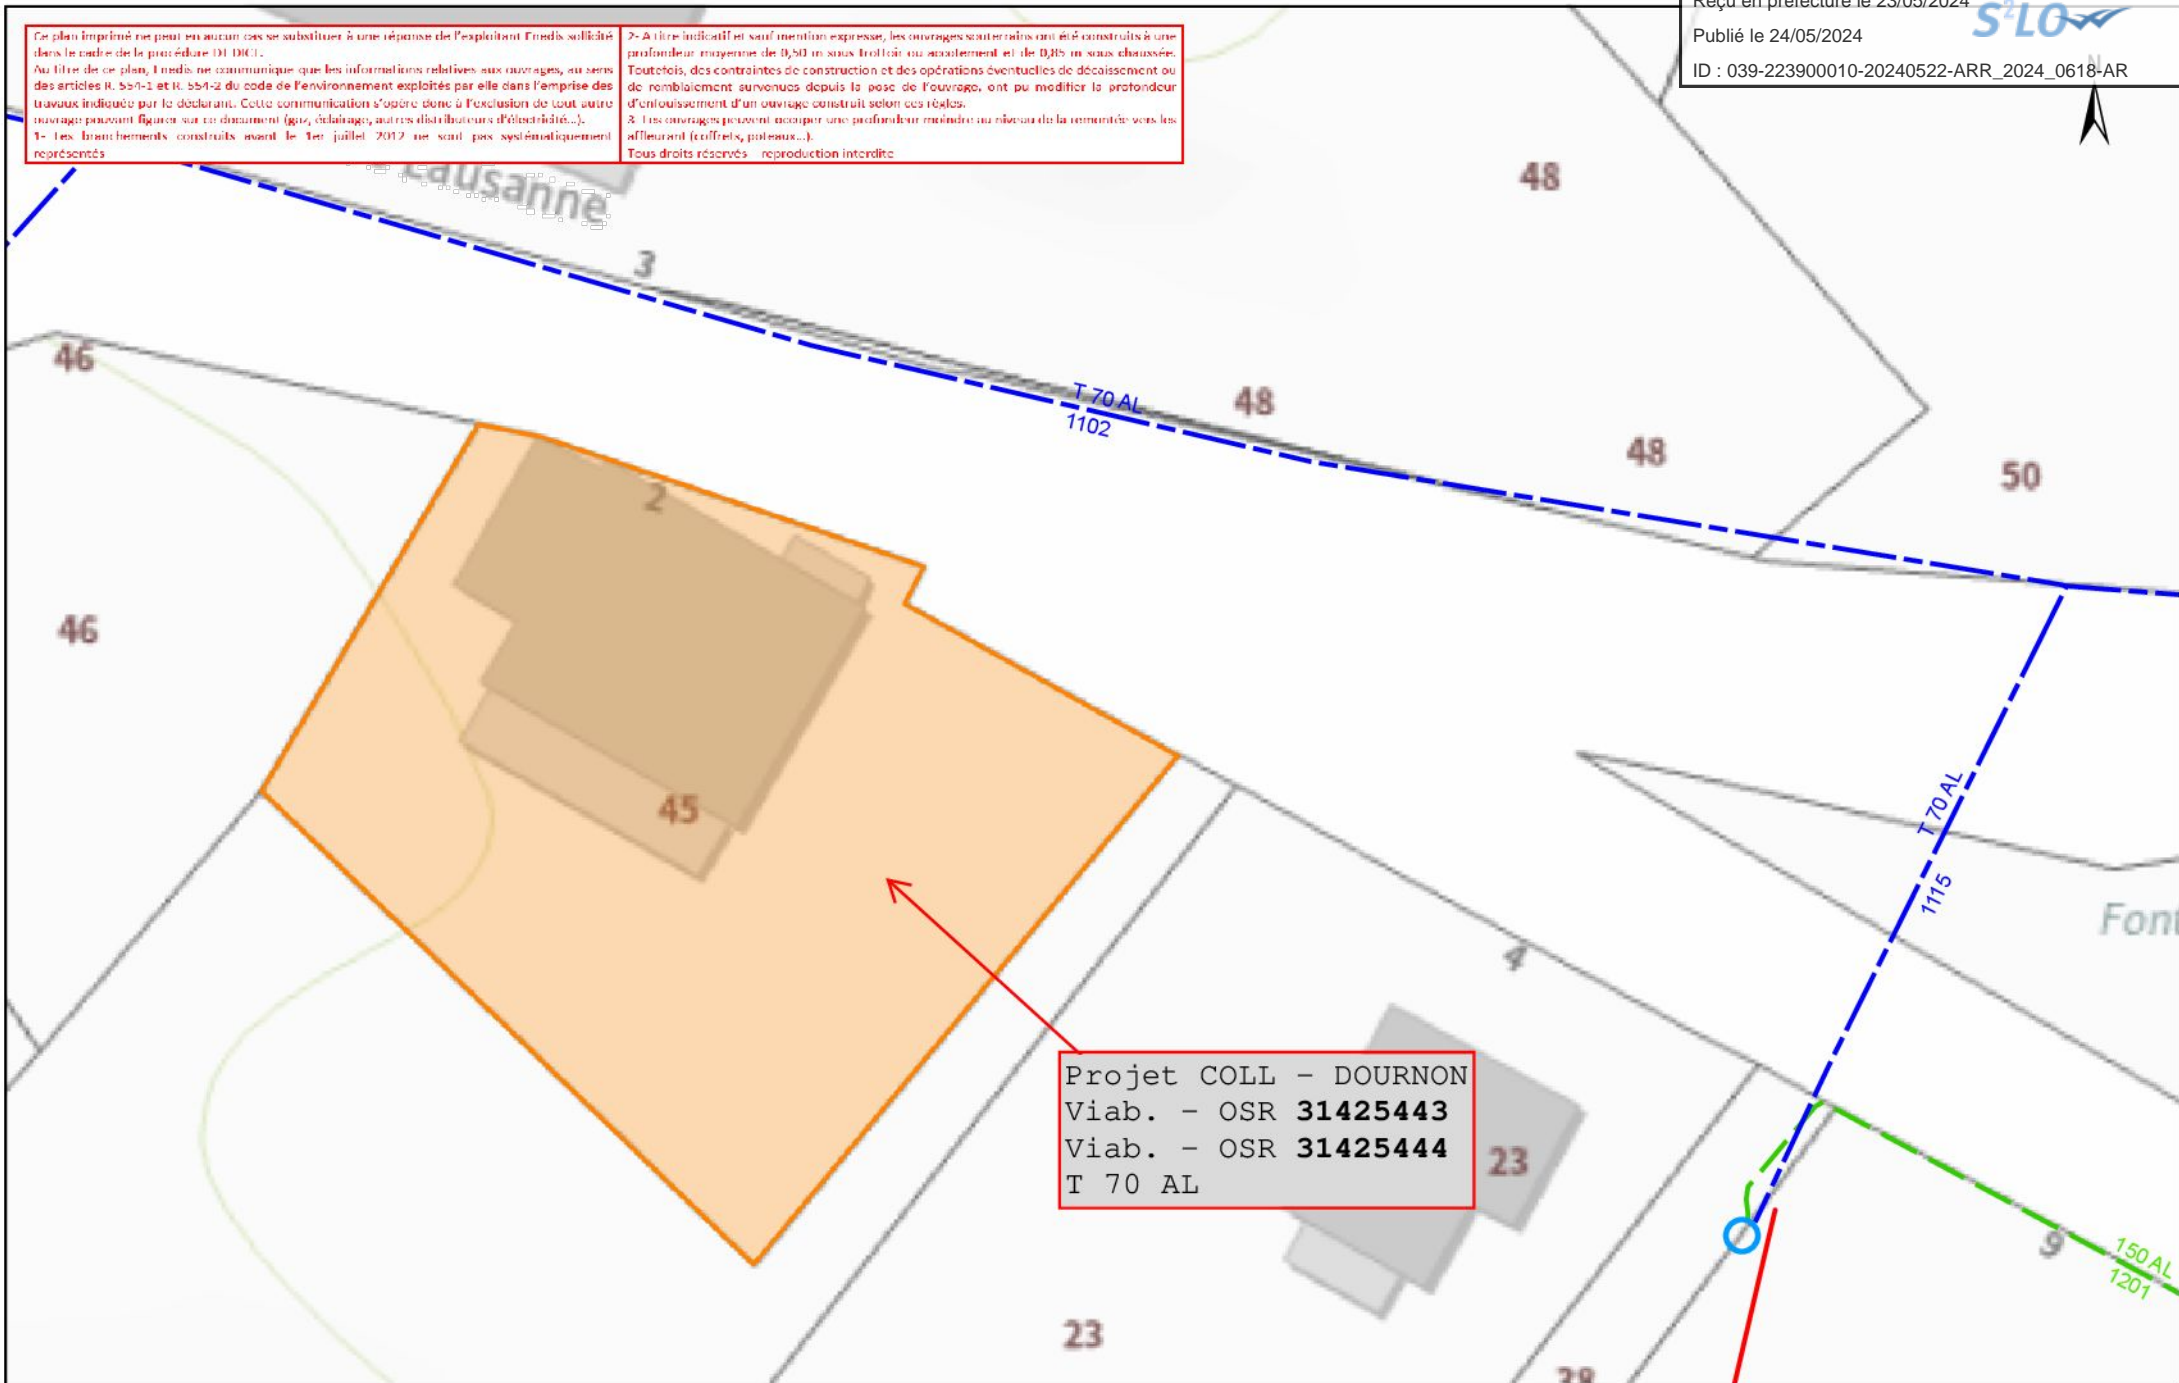 Reçu en préfecture le 23/05/2024
Publié le 24/05/2024
ID : 039-223900010-20240522-ARR_2024_0618-AR
S²LO
N
Ce plan imprimé ne peut en aucun cas se substituer à une réponse de l'exploitant Enedis sollicité
dans le cadre de la procédure DT DICT.
Au titre de ce plan, Enedis ne communique que les informations relatives aux ouvrages, au sens
des articles R. 554-1 et R. 554-2 du code de l'environnement exploités par elle dans l'emprise des
travaux indiquée par le déclarant. Cette communication s'opère donc à l'exclusion de tout autre
ouvrage pouvant figurer sur ce document (gaz, éclairage, autres distributeurs d'électricité...).
1- Les branchements construits avant le 1er juillet 2012 ne sont pas systématiquement
représentés
2- A titre indicatif et sauf mention expresse, les ouvrages souterrains ont été construits à une
profondeur moyenne de 0,50 m sous trottoir ou accotement et de 0,85 m sous chaussée.
Toutefois, des contraintes de construction et des opérations éventuelles de décaissement ou
de remblaiement survenues depuis la pose de l'ouvrage, ont pu modifier la profondeur
d'enfouissement d'un ouvrage construit selon ces règles.
3- Les ouvrages peuvent occuper une profondeur moindre au niveau de la remontée vers les
affleurant (coffrets, poteaux...).
Tous droits réservés reproduction interdite
Lausanne
48
3
46
T 70 AL
1102
48
48
50
2
46
45
T 70 AL
1115
Font
4
Projet COLL - DOURNON
Viab. - OSR 31425443
Viab. - OSR 31425444
T 70 AL
23
9
150 AL
1201
23